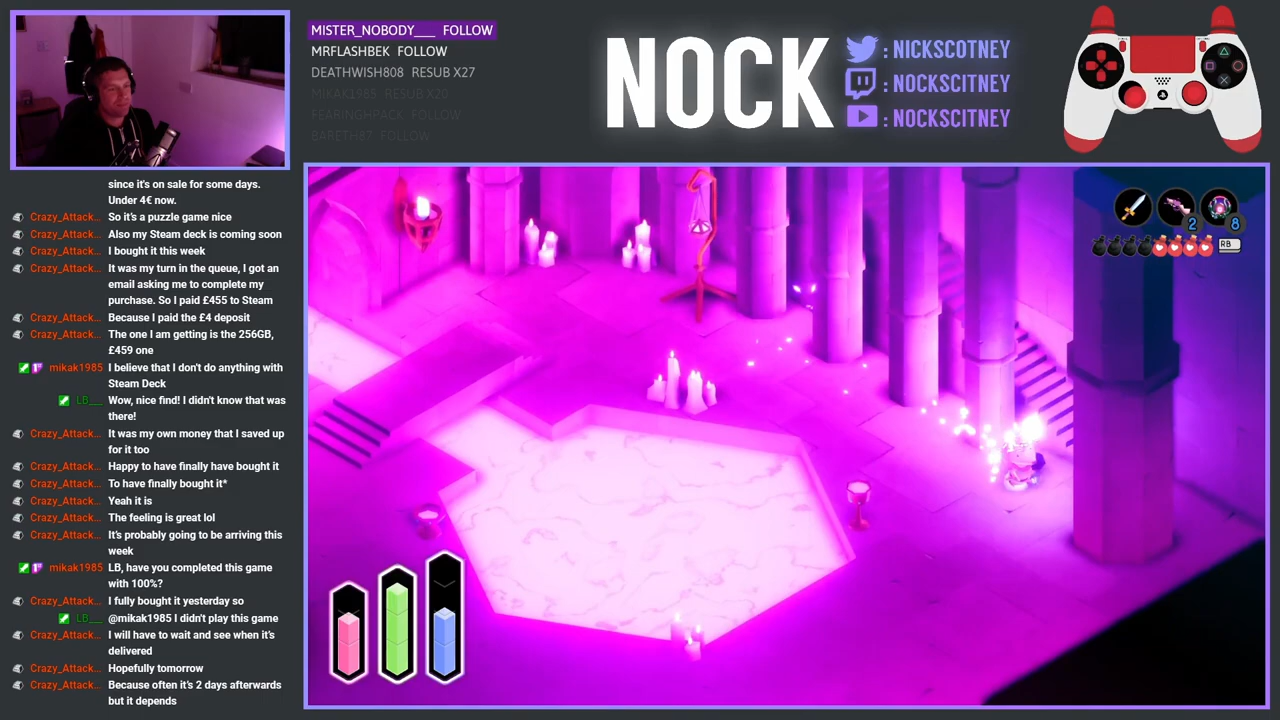 MISTER_NOBODY___ FOLLOW
MRFLASHBEK FOLLOW
DEATHWISH808 RESUB X27
MIKAK1985 RESUB X20
FEARINGHPACK FOLLOW
BARETH87 FOLLOW
NOCK
: NICKSCOTNEY
: NOCKSCITNEY
: NOCKSCITNEY
since it's on sale for some days.
Under 4€ now.
Crazy_Attack... So it's a puzzle game nice
Crazy_Attack... Also my Steam deck is coming soon
Crazy_Attack... I bought it this week
Crazy_Attack... It was my turn in the queue, I got an
email asking me to complete my
purchase. So I paid £455 to Steam
Crazy_Attack... Because I paid the £4 deposit
Crazy_Attack... The one I am getting is the 256GB,
£459 one
mikak1985 I believe that I don't do anything with
Steam Deck
LB___ Wow, nice find! I didn't know that was
there!
Crazy_Attack... It was my own money that I saved up
for it too
Crazy_Attack... Happy to have finally have bought it
Crazy_Attack... To have finally bought it*
Crazy_Attack... Yeah it is
Crazy_Attack... The feeling is great lol
Crazy_Attack... It's probably going to be arriving this
week
mikak1985 LB, have you completed this game
with 100%?
Crazy_Attack... I fully bought it yesterday so
LB___ @mikak1985 I didn't play this game
Crazy_Attack... I will have to wait and see when it's
delivered
Crazy_Attack... Hopefully tomorrow
Crazy_Attack... Because often it's 2 days afterwards
but it depends
2
8
RB